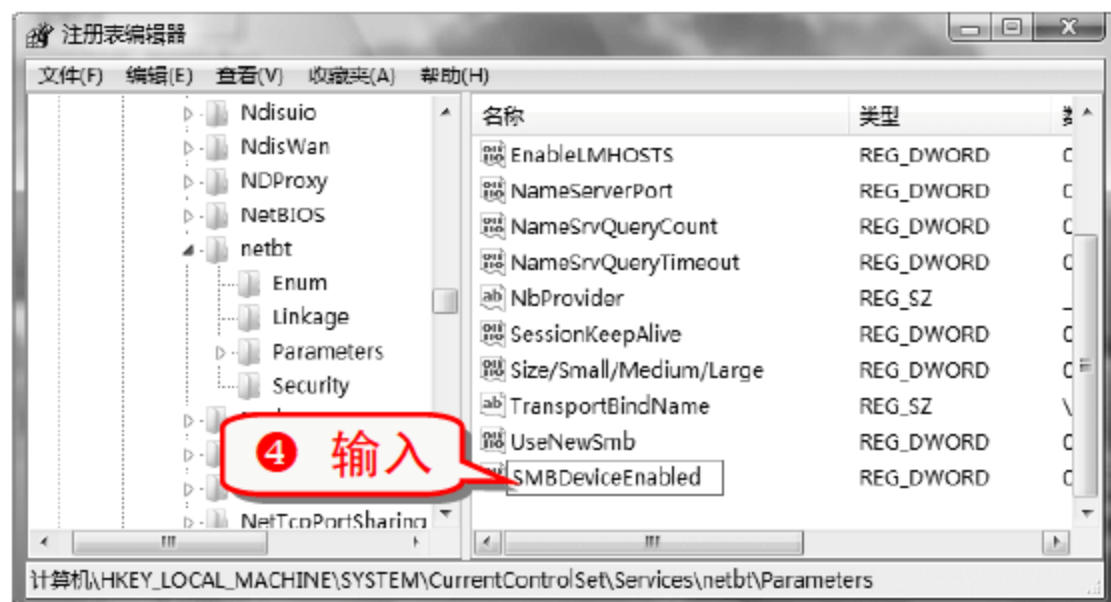 注册表编辑器
文件(F) 编辑(E) 查看(V) 收藏夹(A) 帮助(H)
Ndisuio
NdisWan
NDProxy
NetBIOS
netbt
Enum
Linkage
Parameters
Security
NetTcpPortSharing
❹ 输入
名称 类型
EnableLMHOSTS REG_DWORD
NameServerPort REG_DWORD
NameSrvQueryCount REG_DWORD
NameSrvQueryTimeout REG_DWORD
NbProvider REG_SZ _
SessionKeepAlive REG_DWORD
Size/Small/Medium/Large REG_DWORD
TransportBindName REG_SZ \
UseNewSmb REG_DWORD
SMBDeviceEnabled REG_DWORD
计算机\HKEY_LOCAL_MACHINE\SYSTEM\CurrentControlSet\Services\netbt\Parameters